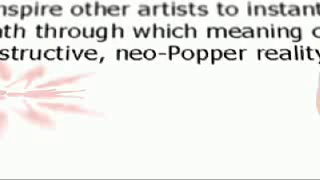 nspire other artists to instant
ath through which meaning c
structive, neo-Popper reality